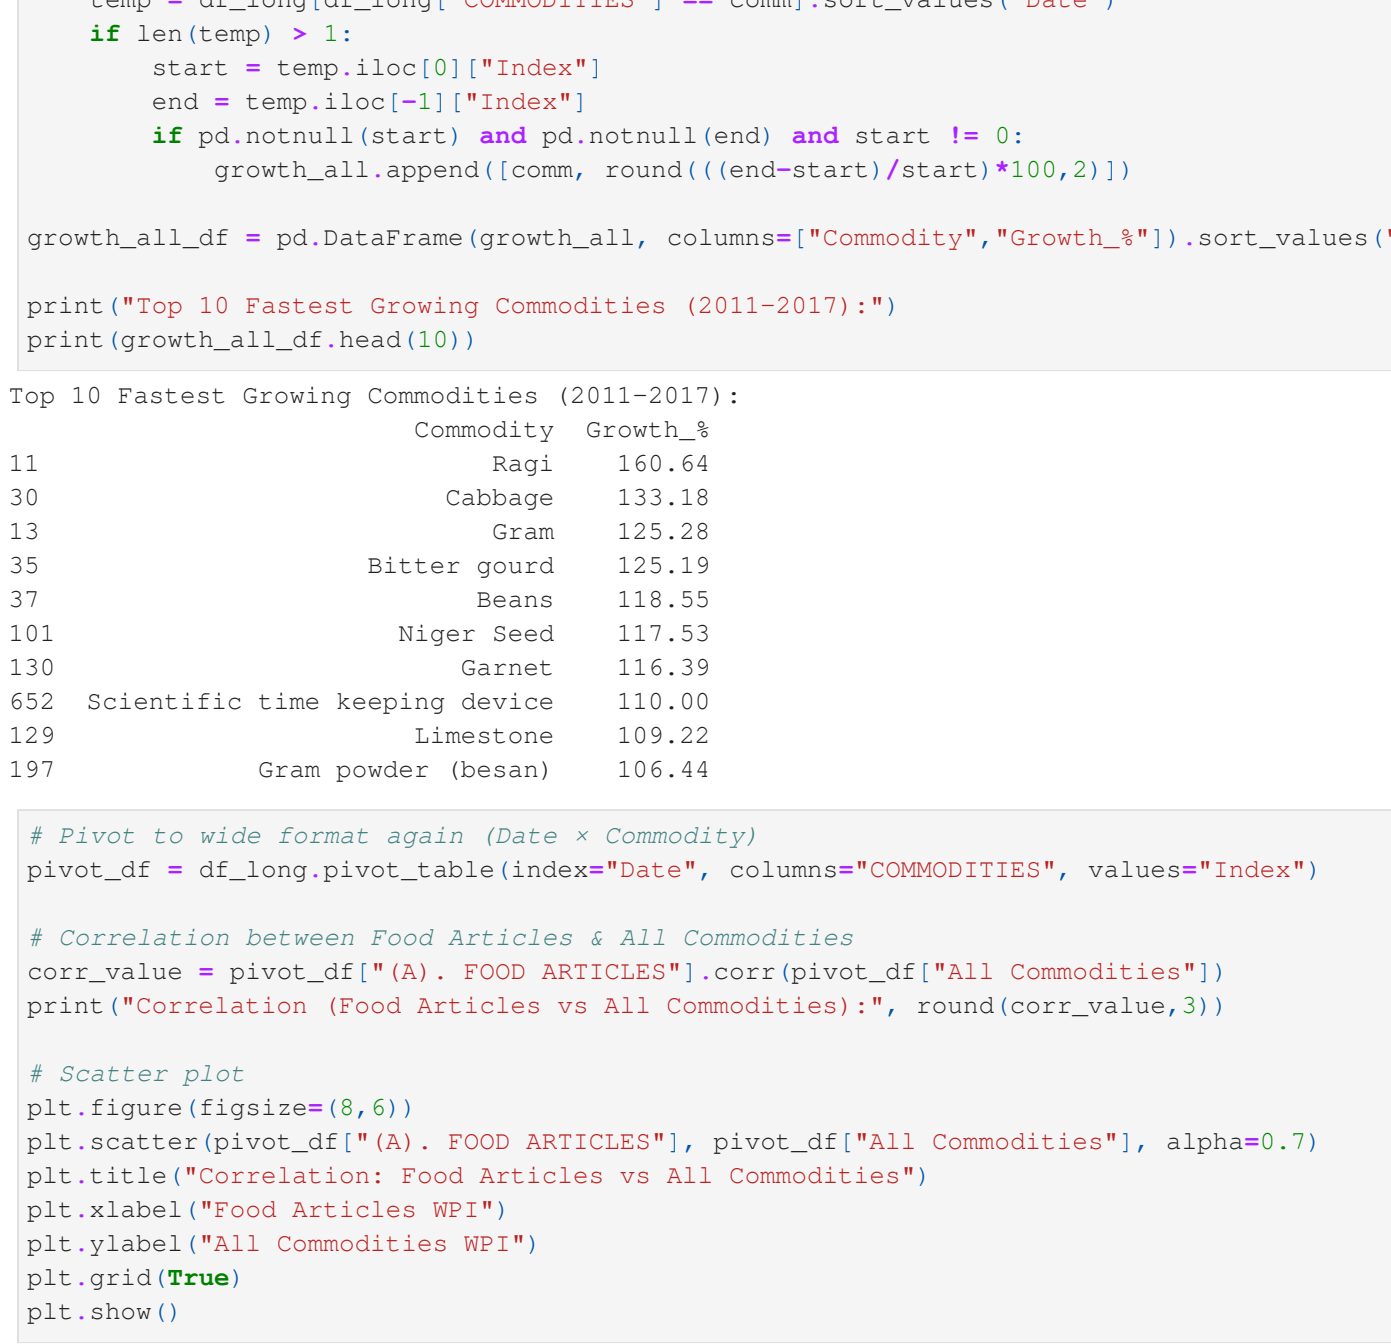 temp = df_long[df_long["COMMODITIES"] == comm].sort_values("Date")
    if len(temp) > 1:
        start = temp.iloc[0]["Index"]
        end = temp.iloc[-1]["Index"]
        if pd.notnull(start) and pd.notnull(end) and start != 0:
            growth_all.append([comm, round(((end-start)/start)*100,2)])

growth_all_df = pd.DataFrame(growth_all, columns=["Commodity","Growth_%"]).sort_values("

print("Top 10 Fastest Growing Commodities (2011-2017):")
print(growth_all_df.head(10))
Top 10 Fastest Growing Commodities (2011-2017):
                          Commodity  Growth_%
11                             Ragi    160.64
30                          Cabbage    133.18
13                             Gram    125.28
35                     Bitter gourd    125.19
37                            Beans    118.55
101                      Niger Seed    117.53
130                          Garnet    116.39
652  Scientific time keeping device    110.00
129                       Limestone    109.22
197             Gram powder (besan)    106.44
# Pivot to wide format again (Date × Commodity)
pivot_df = df_long.pivot_table(index="Date", columns="COMMODITIES", values="Index")

# Correlation between Food Articles & All Commodities
corr_value = pivot_df["(A). FOOD ARTICLES"].corr(pivot_df["All Commodities"])
print("Correlation (Food Articles vs All Commodities):", round(corr_value,3))

# Scatter plot
plt.figure(figsize=(8,6))
plt.scatter(pivot_df["(A). FOOD ARTICLES"], pivot_df["All Commodities"], alpha=0.7)
plt.title("Correlation: Food Articles vs All Commodities")
plt.xlabel("Food Articles WPI")
plt.ylabel("All Commodities WPI")
plt.grid(True)
plt.show()